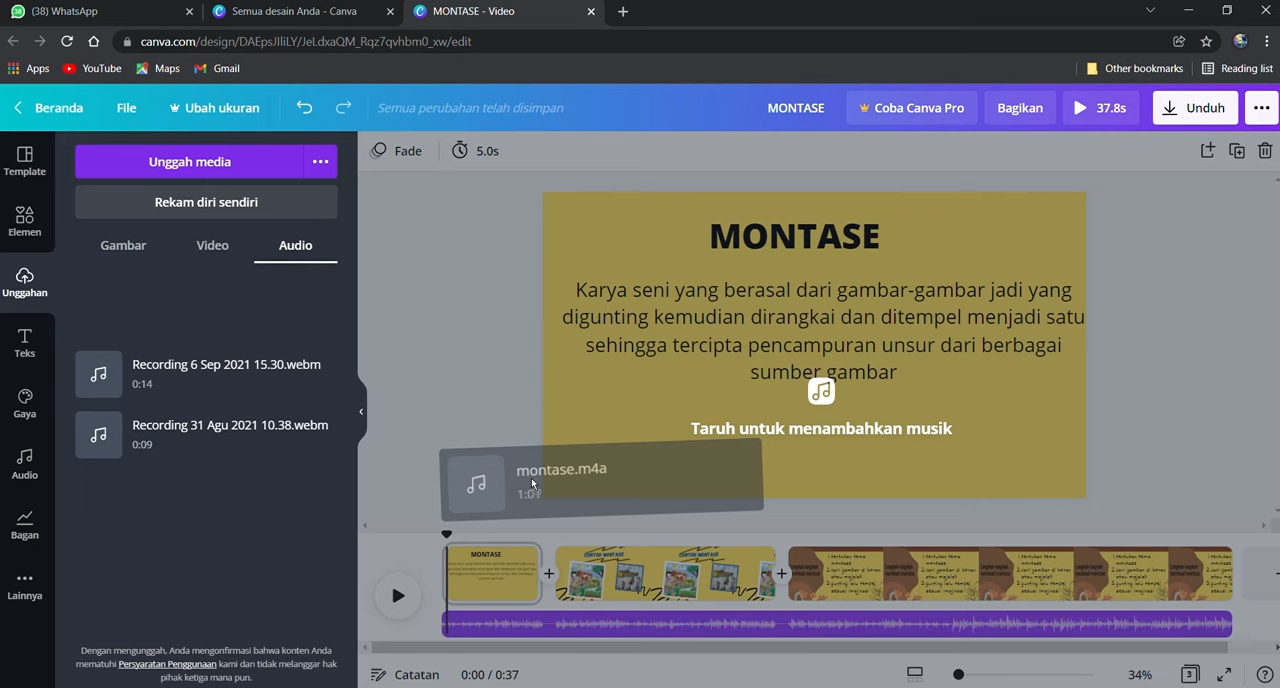 (38) WhatsApp
Semua desain Anda - Canva
MONTASE - Video
canva.com/design/DAEpsJIliLY/JeLdxaQM_Rqz7qvhbm0_xw/edit
Apps
YouTube
Maps
Gmail
Other bookmarks
Reading list
Beranda
File
Ubah ukuran
Semua perubahan telah disimpan
MONTASE
Coba Canva Pro
Bagikan
37.8s
Unduh
Template
Elemen
Unggahan
Teks
Gaya
Audio
Bagan
Lainnya
Unggah media
Rekam diri sendiri
Gambar
Video
Audio
Recording 6 Sep 2021 15.30.webm
0:14
Recording 31 Agu 2021 10.38.webm
0:09
Dengan mengunggah, Anda mengonfirmasi bahwa konten Anda
mematuhi Persyaratan Penggunaan kami dan tidak melanggar hak
pihak ketiga mana pun.
Fade
5.0s
MONTASE
Karya seni yang berasal dari gambar-gambar jadi yang
digunting kemudian dirangkai dan ditempel menjadi satu
sehingga tercipta pencampuran unsur dari berbagai
sumber gambar
Taruh untuk menambahkan musik
montase.m4a
1:01
MONTASE
CONTOH MONTASE
CONTOH MONTASE
Catatan
0:00 / 0:37
34%
3